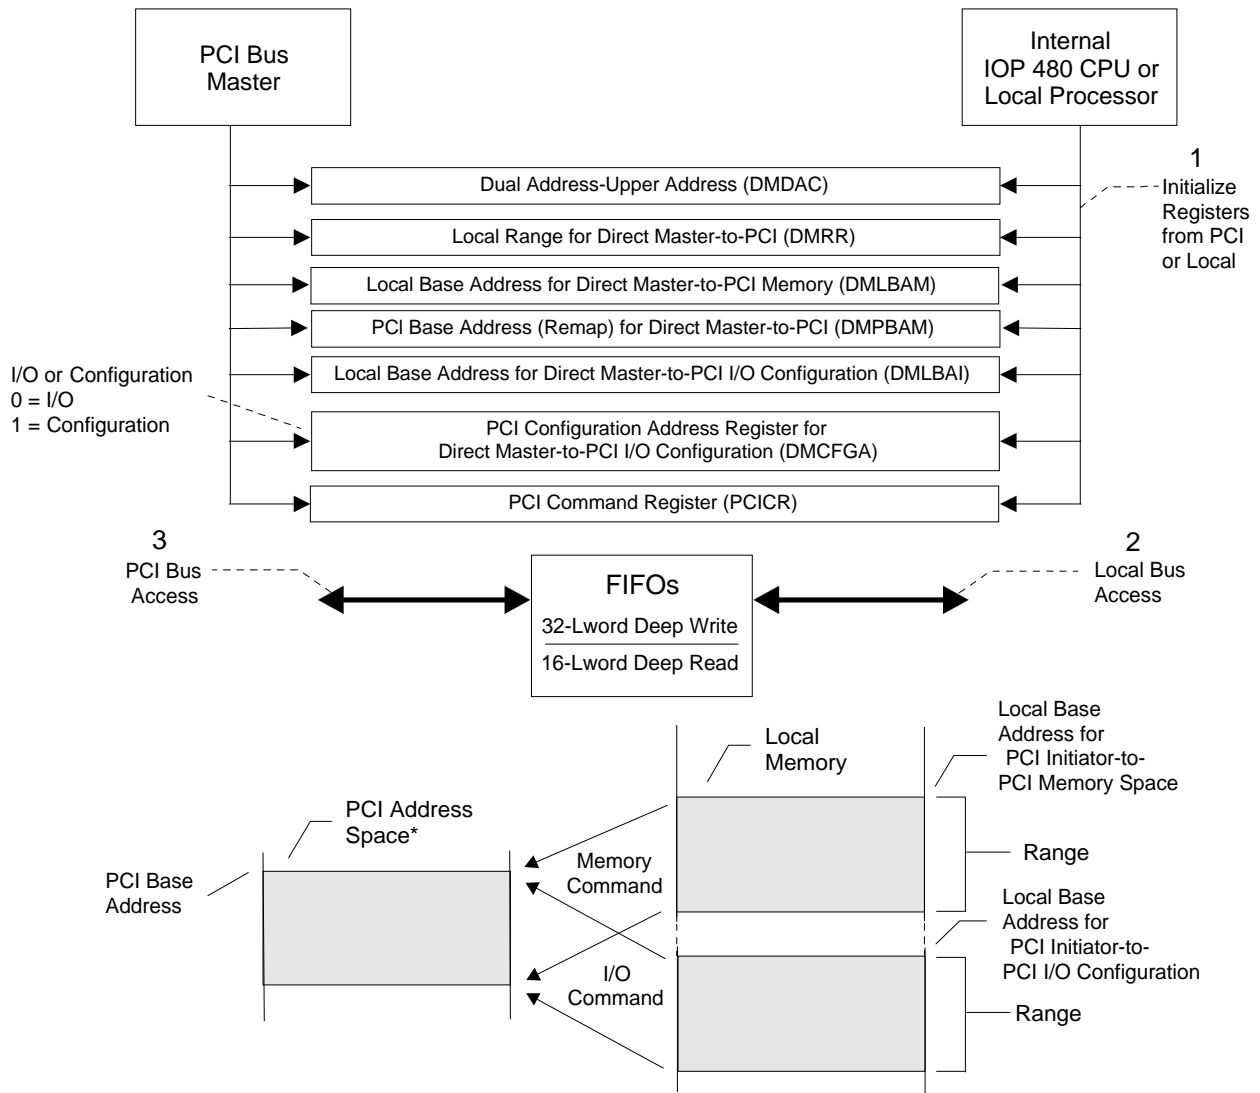 PCI Bus
Master
Internal
IOP 480 CPU or
Local Processor
1
Initialize
Registers
from PCI
or Local
Dual Address-Upper Address (DMDAC)
Local Range for Direct Master-to-PCI (DMRR)
Local Base Address for Direct Master-to-PCI Memory (DMLBAM)
PCI Base Address (Remap) for Direct Master-to-PCI (DMPBAM)
Local Base Address for Direct Master-to-PCI I/O Configuration (DMLBAI)
I/O or Configuration
0 = I/O
1 = Configuration
PCI Configuration Address Register for
Direct Master-to-PCI I/O Configuration (DMCFGA)
PCI Command Register (PCICR)
3
PCI Bus
Access
FIFOs
32-Lword Deep Write
16-Lword Deep Read
2
Local Bus
Access
Local Base
Address for
PCI Initiator-to-
PCI Memory Space
Local
Memory
PCI Address
Space*
PCI Base
Address
Memory
Command
Range
Local Base
Address for
PCI Initiator-to-
PCI I/O Configuration
I/O
Command
Range